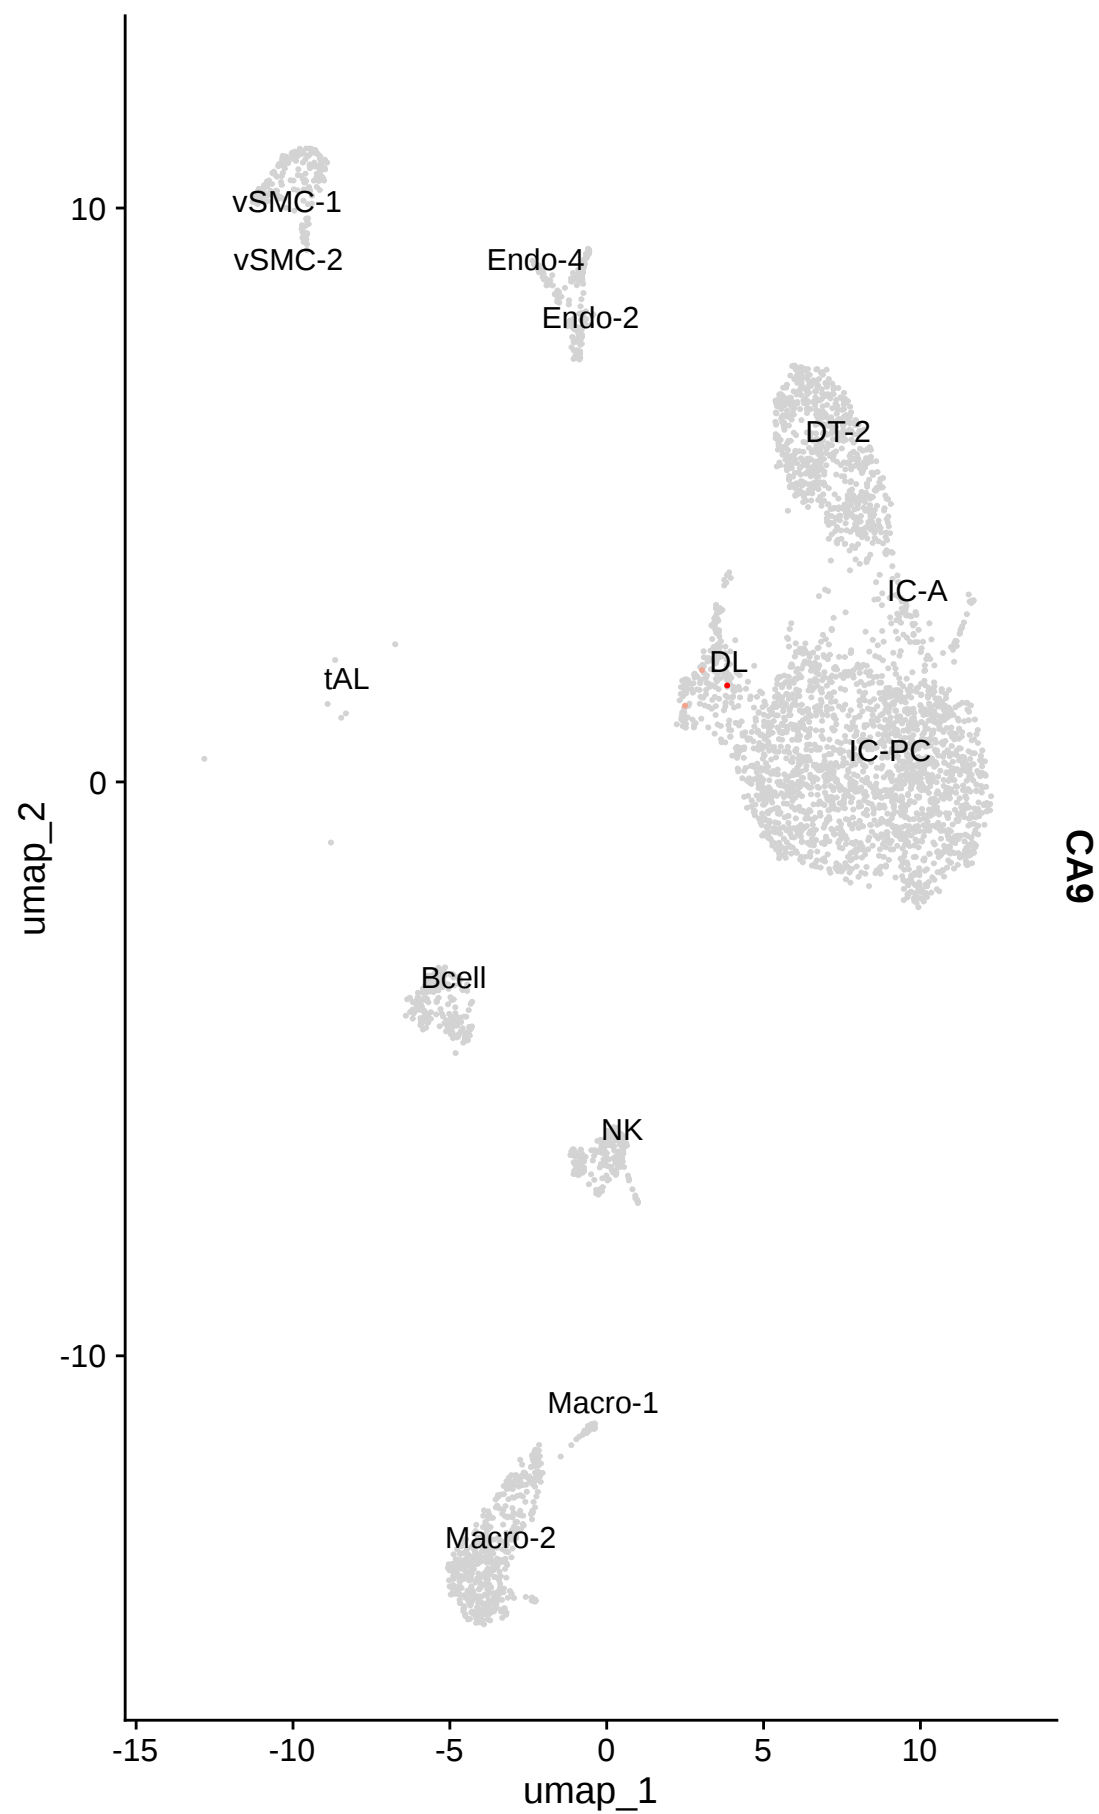 10
0
-10
umap_2
vSMC-1
vSMC-2
Endo-4
Endo-2
DT-2
IC-A
DL
tAL
IC-PC
CA9
Bcell
NK
Macro-1
Macro-2
-15 -10 -5 0 5 10
umap_1